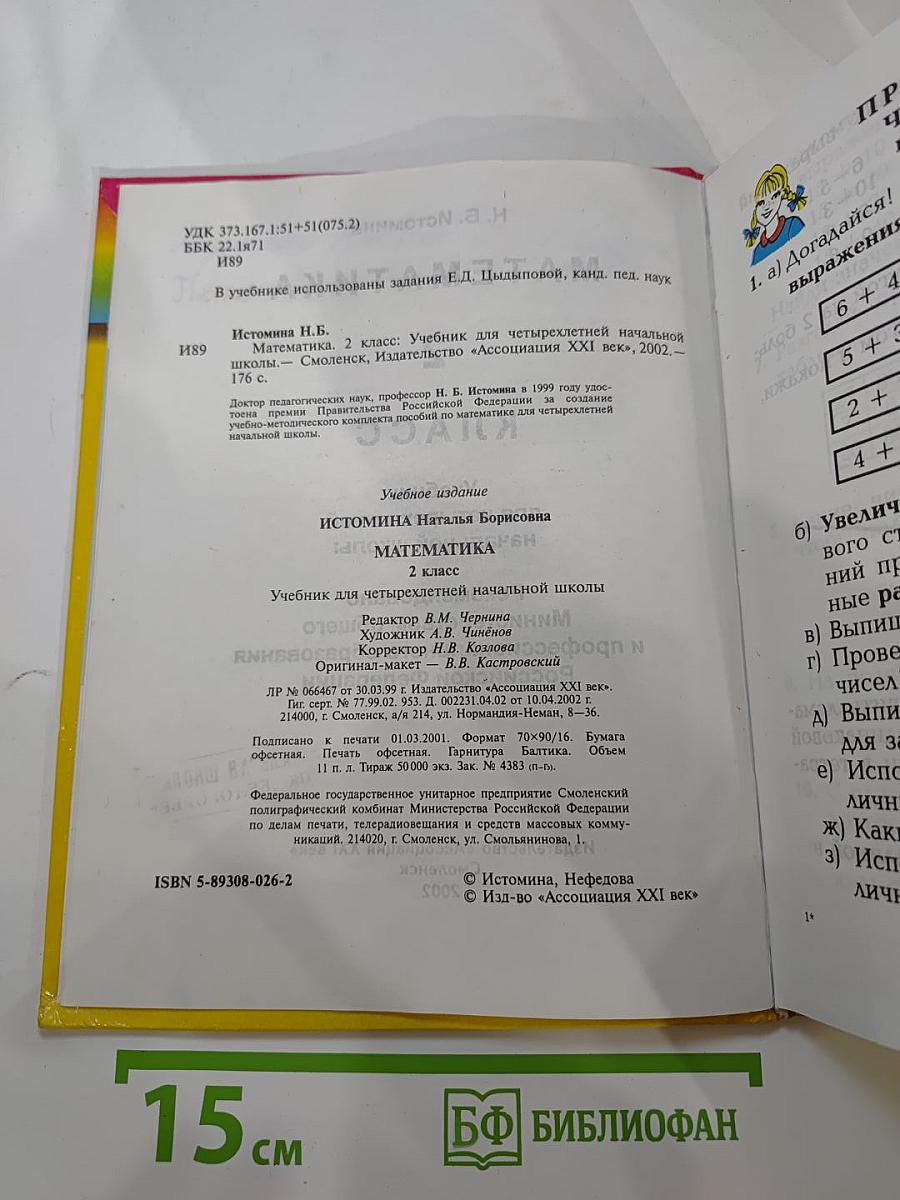 УДК 373.167.1:51+51(075.2)
ББК 22.1я71
И89
В учебнике использованы задания Е.Д. Цыдыповой, канд. пед. наук
Истомина Н.Б.
И89
Математика. 2 класс: Учебник для четырехлетней начальной
школы.— Смоленск, Издательство «Ассоциация XXI век», 2002.—
176 с.
Доктор педагогических наук, профессор Н. Б. Истомина в 1999 году удос-
тоена премии Правительства Российской Федерации за создание
учебно-методического комплекта пособий по математике для четырехлетней
начальной школы.
Учебное издание
ИСТОМИНА Наталья Борисовна
МАТЕМАТИКА
2 класс
Учебник для четырехлетней начальной школы
Редактор В.М. Чернина
Художник А.В. Чинёнов
Корректор Н.В. Козлова
Оригинал-макет — В.В. Кастровский
ЛР № 066467 от 30.03.99 г. Издательство «Ассоциация XXI век».
Гиг. серт. № 77.99.02. 953. Д. 002231.04.02 от 10.04.2002 г.
214000, г. Смоленск, а/я 214, ул. Нормандия-Неман, 8—36.
Подписано к печати 01.03.2001. Формат 70×90/16. Бумага
офсетная. Печать офсетная. Гарнитура Балтика. Объем
11 п. л. Тираж 50 000 экз. Зак. № 4383 (п-г).
Федеральное государственное унитарное предприятие Смоленский
полиграфический комбинат Министерства Российской Федерации
по делам печати, телерадиовещания и средств массовых комму-
никаций. 214020, г. Смоленск, ул. Смольянинова, 1.
ISBN 5-89308-026-2
© Истомина, Нефедова
© Изд-во «Ассоциация XXI век»
ПР
1. а) Догадайся!
выражения
6 + 4
5 + 3
2 +
4 +
б) Увелич
вого ст
ний пр
ные ра
в) Выпиш
г) Прове
чисел
д) Выпи
для за
е) Испо
личн
ж) Каки
з) Исп
личн
1*
15 см
БФ БИБЛИОФАН